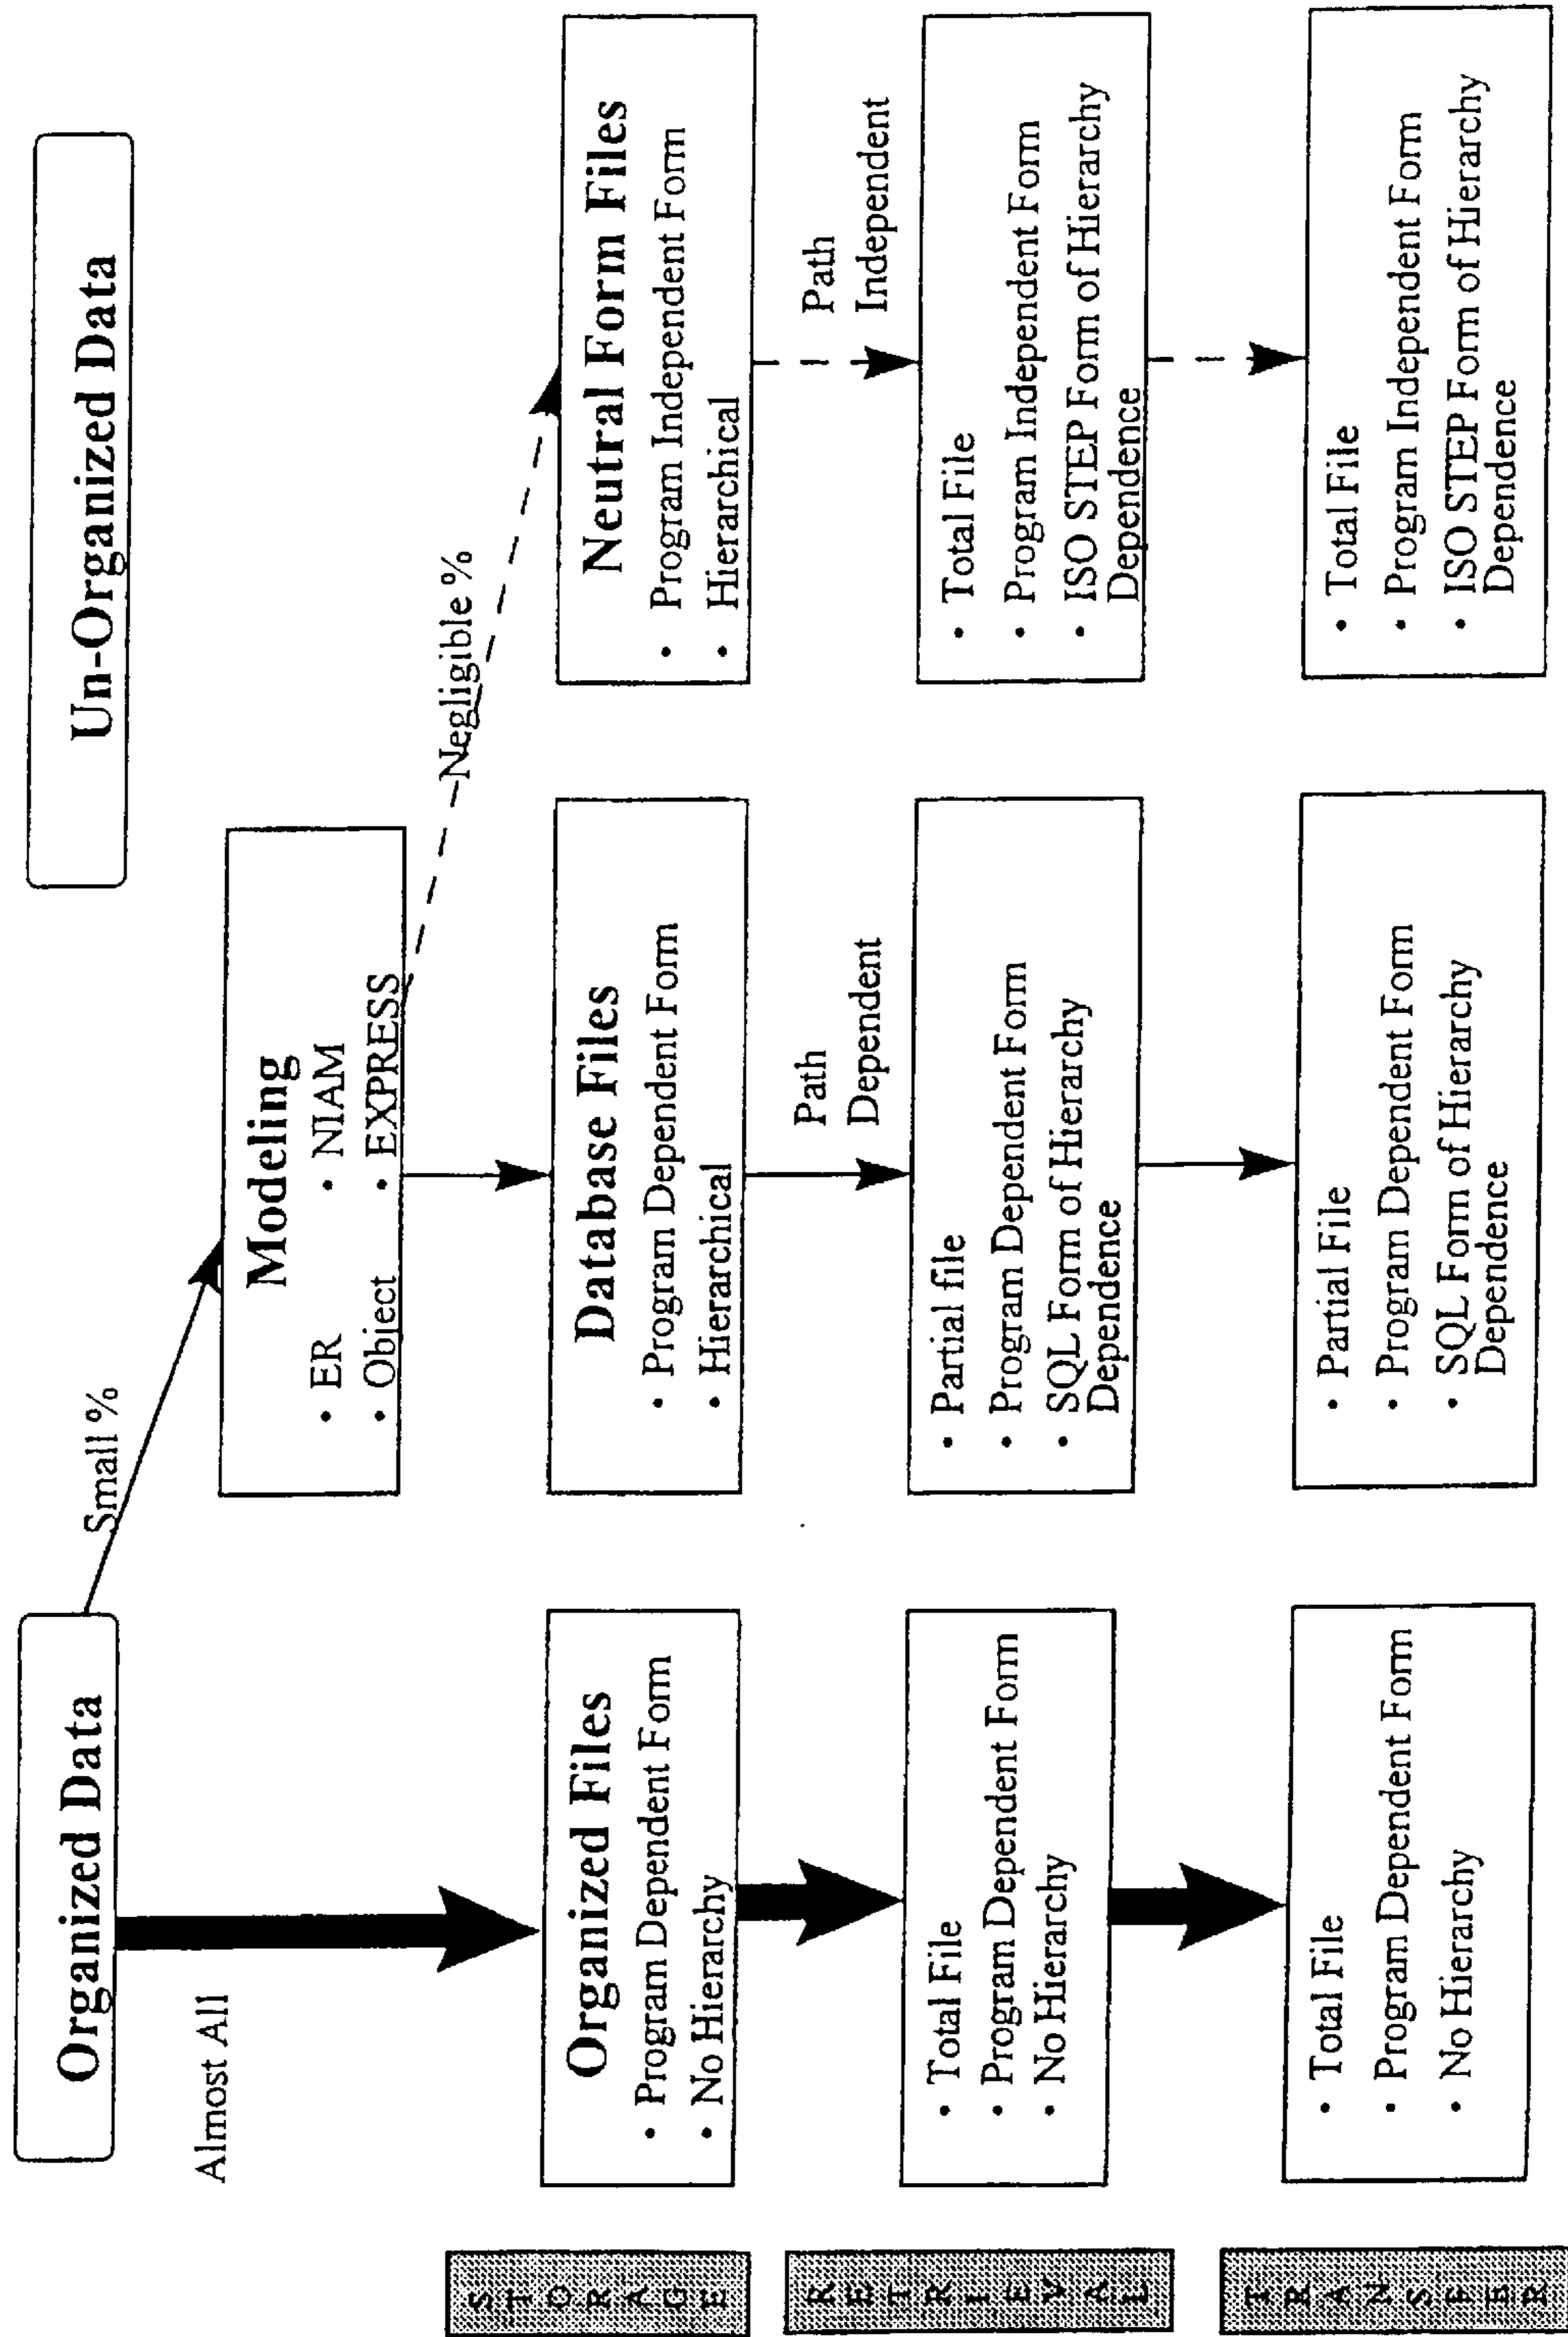 Organized Data
Un-Organized Data
Small %
Almost All
Modeling
• ER • NIAM
• Object • EXPRESS
Negligible %
STORAGE
Organized Files
• Program Dependent Form
• No Hierarchy
Database Files
• Program Dependent Form
• Hierarchical
Neutral Form Files
• Program Independent Form
• Hierarchical
Path
Dependent
Path
Independent
RETRIEVAL
• Total File
• Program Dependent Form
• No Hierarchy
• Partial file
• Program Dependent Form
• SQL Form of Hierarchy
Dependence
• Total File
• Program Independent Form
• ISO STEP Form of Hierarchy
Dependence
TRANSFER
• Total File
• Program Dependent Form
• No Hierarchy
• Partial File
• Program Dependent Form
• SQL Form of Hierarchy
Dependence
• Total File
• Program Independent Form
• ISO STEP Form of Hierarchy
Dependence